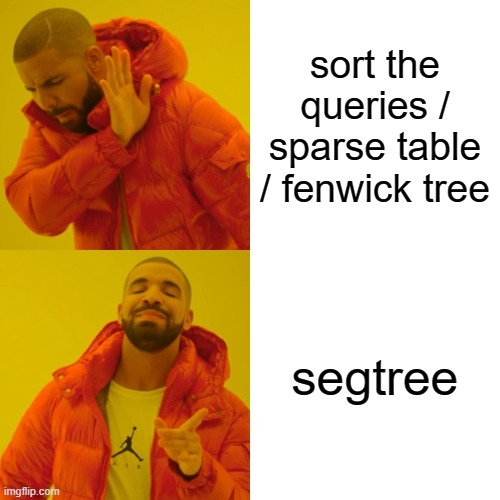 sort the
queries /
sparse table
/ fenwick tree
segtree
imgflip.com